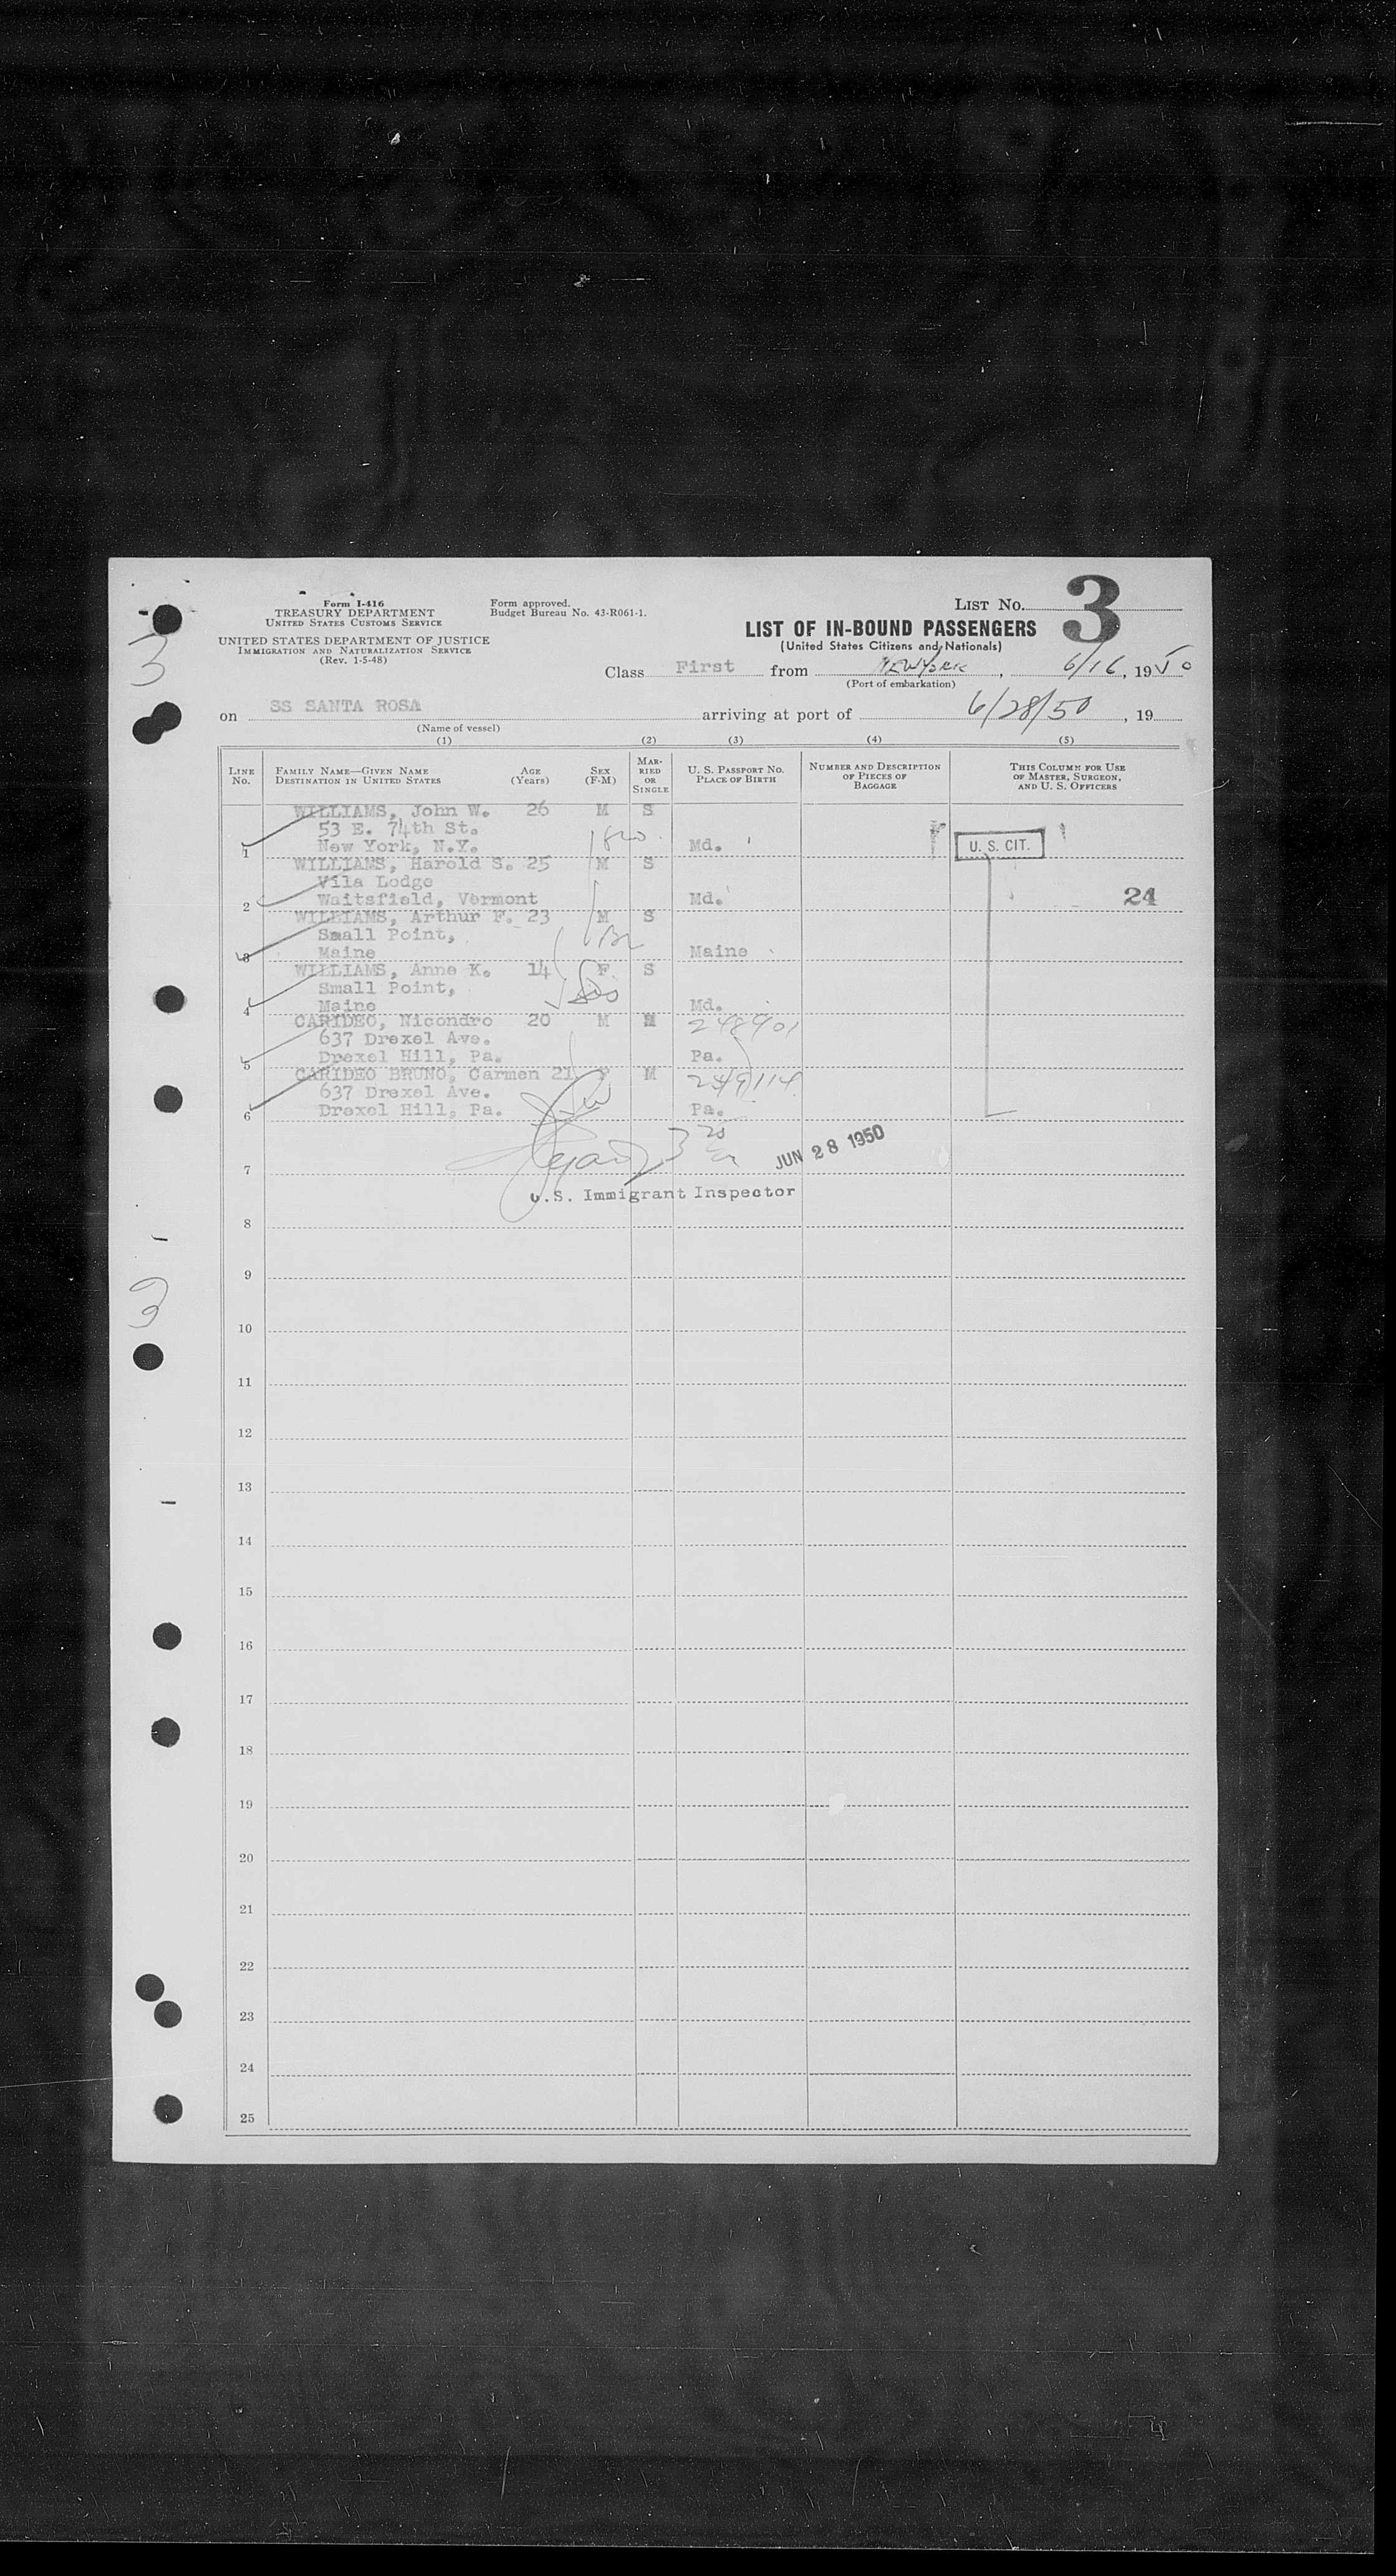 Form I-416
TREASURY DEPARTMENT
UNITED STATES CUSTOMS SERVICE
UNITED STATES DEPARTMENT OF JUSTICE
IMMIGRATION AND NATURALIZATION SERVICE
(Rev. 1-5-48)
Form approved.
Budget Bureau No. 43-R061-1.
LIST NO. 3
LIST OF IN-BOUND PASSENGERS
(United States Citizens and Nationals)
3
Class First from NEW YORK, 6/16, 1950
(Port of embarkation)
on SS SANTA ROSA arriving at port of 6/28/50, 19
(Name of vessel)
(1) (2) (3) (4) (5)
LINE No.
FAMILY NAME—GIVEN NAME
DESTINATION IN UNITED STATES
AGE (Years)
SEX (F-M)
MARRIED OR SINGLE
U. S. PASSPORT NO.
PLACE OF BIRTH
NUMBER AND DESCRIPTION OF PIECES OF BAGGAGE
THIS COLUMN FOR USE OF MASTER, SURGEON, AND U. S. OFFICERS
WILLIAMS, John W. 26 M S
53 E. 74th St.
1 New York, N.Y. Md. U. S. CIT.
WILLIAMS, Harold S. 25 M S
Vila Lodge
2 Waitsfield, Vermont Md. 24
WILLIAMS, Arthur F. 23 M S
Small Point,
3 Maine Maine
WILLIAMS, Anne K. 14 F S
Small Point,
4 Maine Md.
CARIDEO, Nicondro 20 M M 248901
637 Drexel Ave.
5 Drexel Hill, Pa. Pa.
CARIDEO BRUNO, Carmen 21 F M 249114
637 Drexel Ave.
6 Drexel Hill, Pa. Pa.
JUN 28 1950
7
U.S. Immigrant Inspector
8
9
3
10
11
12
13
14
15
16
17
18
19
20
21
22
23
24
25